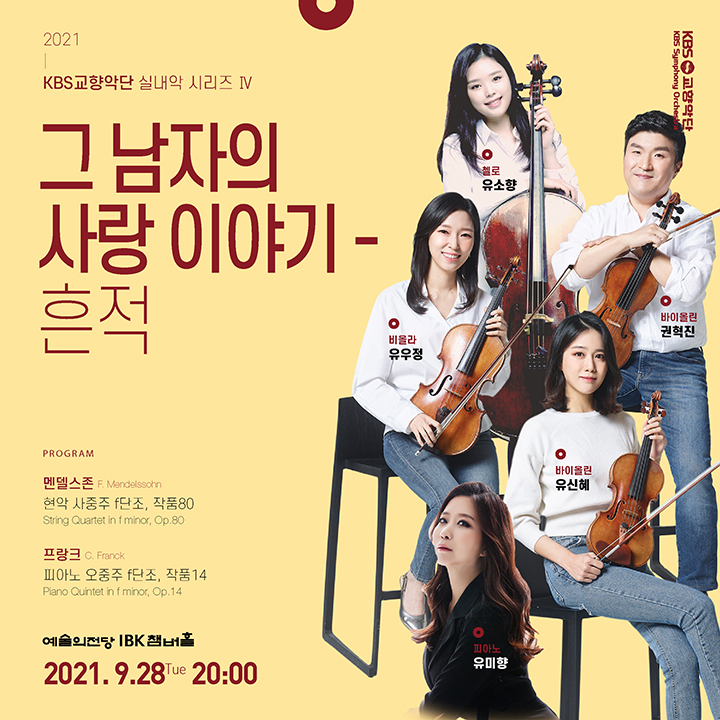 2021
KBS교향악단 실내악 시리즈 IV
그 남자의
사랑 이야기 -
흔적
KBS 교향악단
KBS Symphony Orchestra
첼로
유소향
바이올린
권혁진
비올라
유우정
바이올린
유신혜
피아노
유미향
PROGRAM
멘델스존 F. Mendelssohn
현악 사중주 f단조, 작품80
String Quartet in f minor, Op.80
프랑크 C. Franck
피아노 오중주 f단조, 작품14
Piano Quintet in f minor, Op.14
예술의전당 IBK챔버홀
2021. 9.28 Tue 20:00